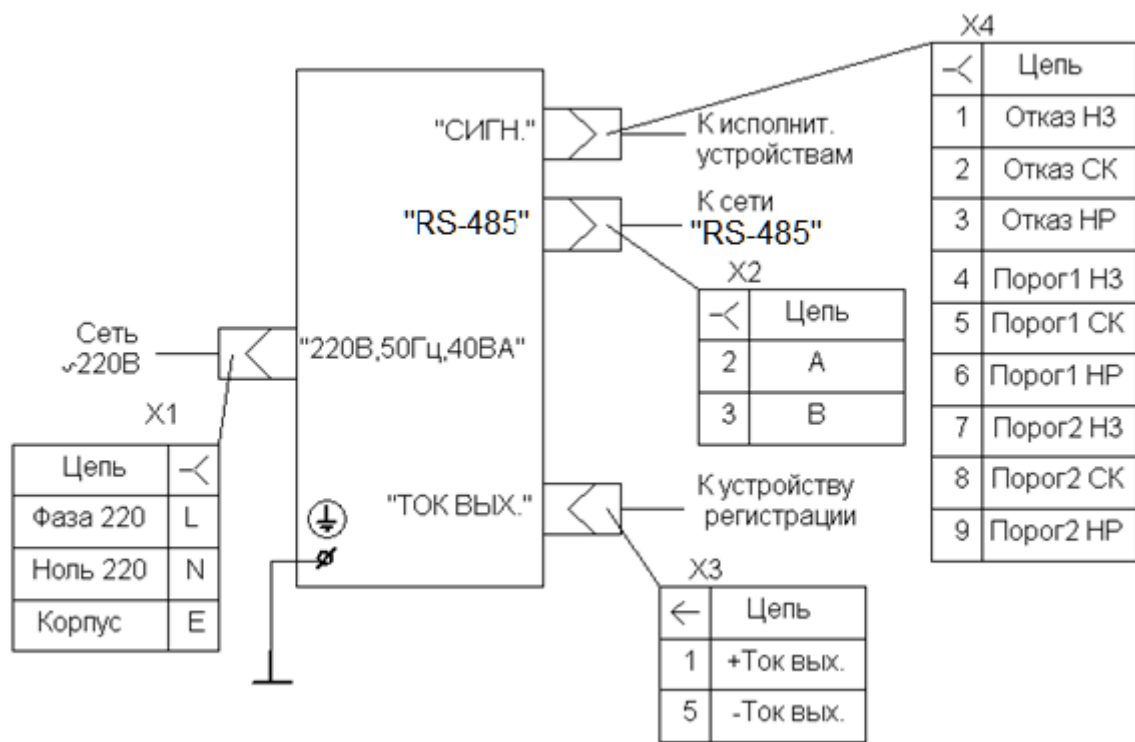 X4
Цепь
1 Отказ НЗ
2 Отказ СК
3 Отказ НР
4 Порог1 НЗ
5 Порог1 СК
6 Порог1 НР
7 Порог2 НЗ
8 Порог2 СК
9 Порог2 НР
"СИГН."
К исполнит.
устройствам
"RS-485"
К сети
"RS-485"
X2
Цепь
2 A
3 B
Сеть
~220В
"220В,50Гц,40ВА"
X1
Цепь
Фаза 220 L
Ноль 220 N
Корпус E
"ТОК ВЫХ."
К устройству
регистрации
X3
Цепь
1 +Ток вых.
5 -Ток вых.